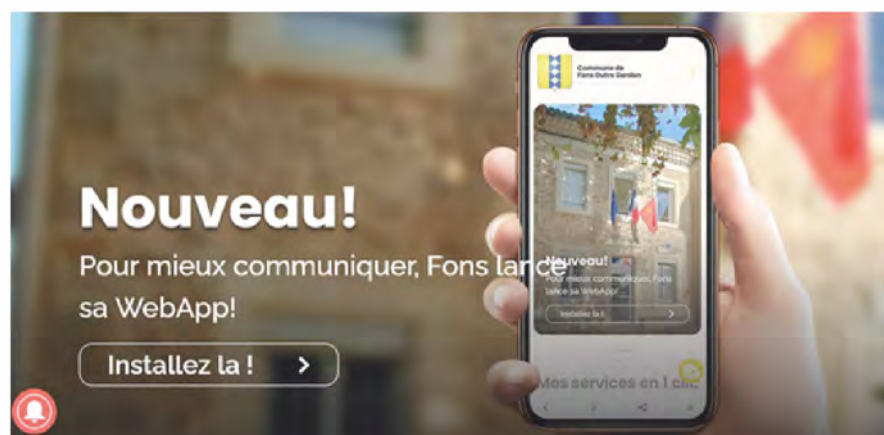 Nouveau!
Pour mieux communiquer, Fons lance
sa WebApp!
Installez la !
Commune de
Fons Outre Gardon
Nouveau!
Pour mieux communiquer, Fons
lance sa WebApp!
Installez la !
Mes services en 1 clic